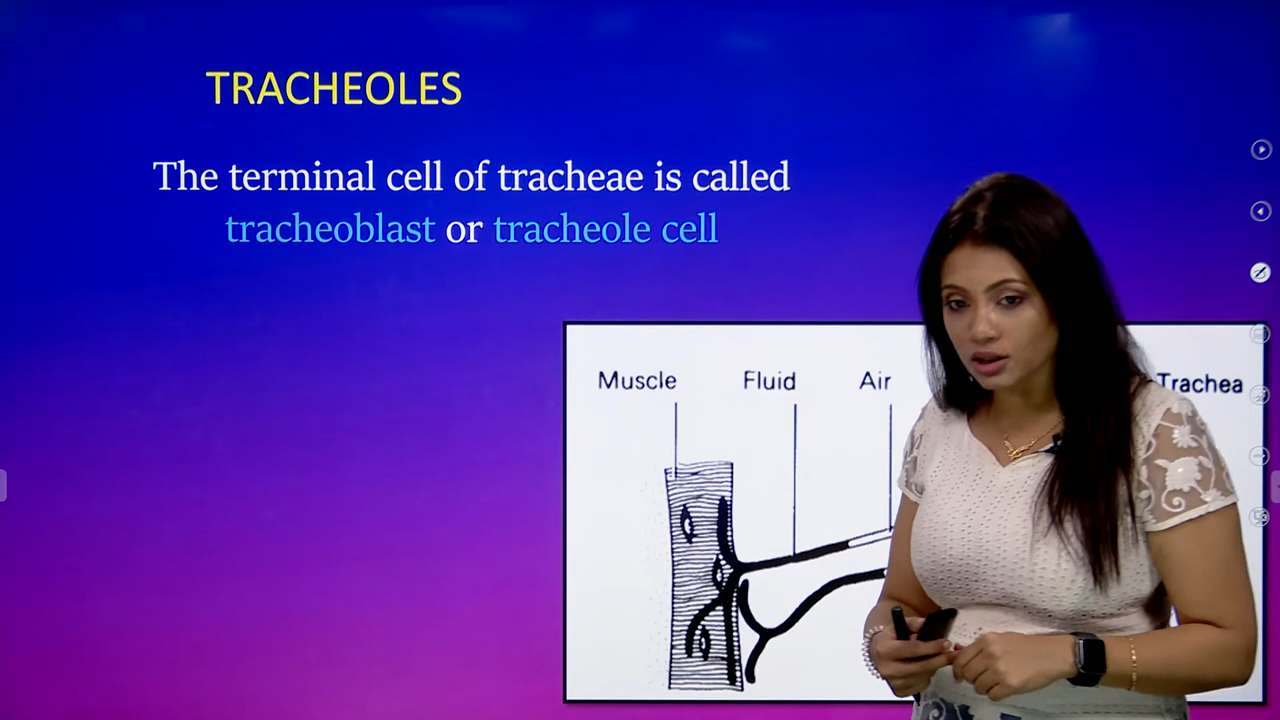 TRACHEOLES
The terminal cell of tracheae is called
tracheoblast or tracheole cell
Muscle Fluid Air Trachea